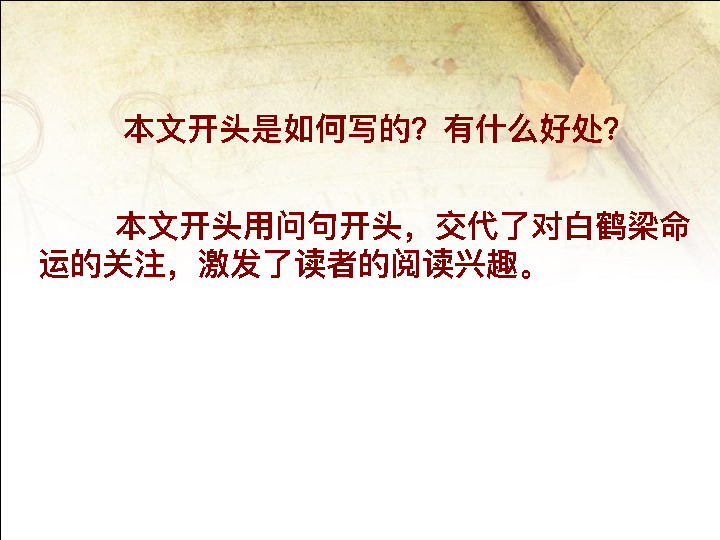 本文开头是如何写的？有什么好处？
本文开头用问句开头，交代了对白鹤梁命
运的关注，激发了读者的阅读兴趣。